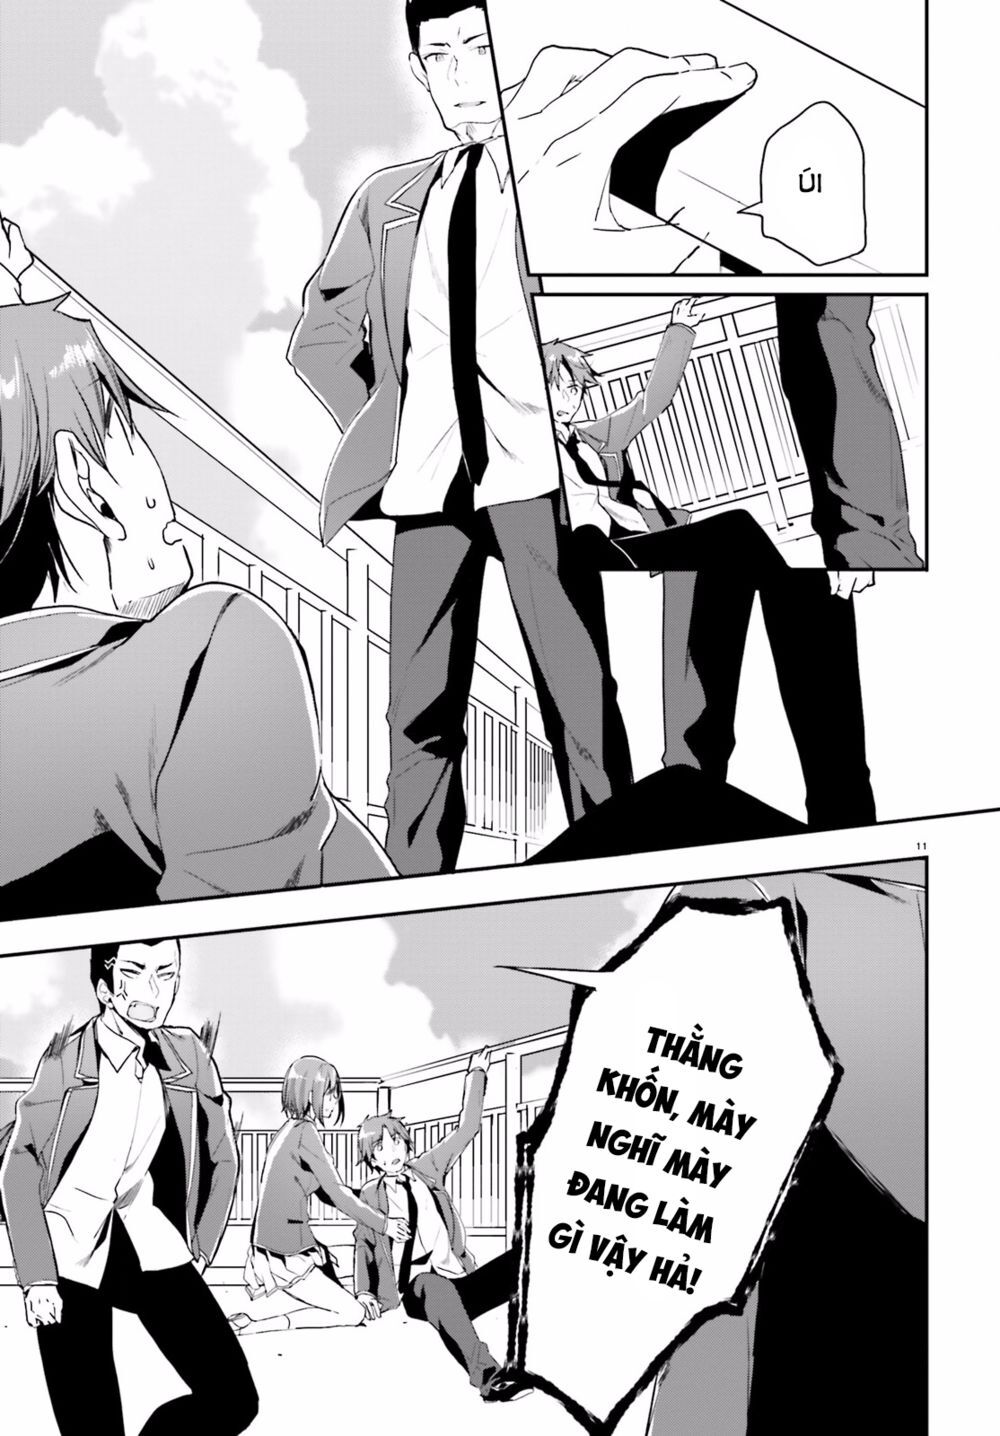 ÚI
11
THẰNG
KHỐN, MÀY
NGHĨ MÀY
ĐANG LÀM
GÌ VẬY HẢ!